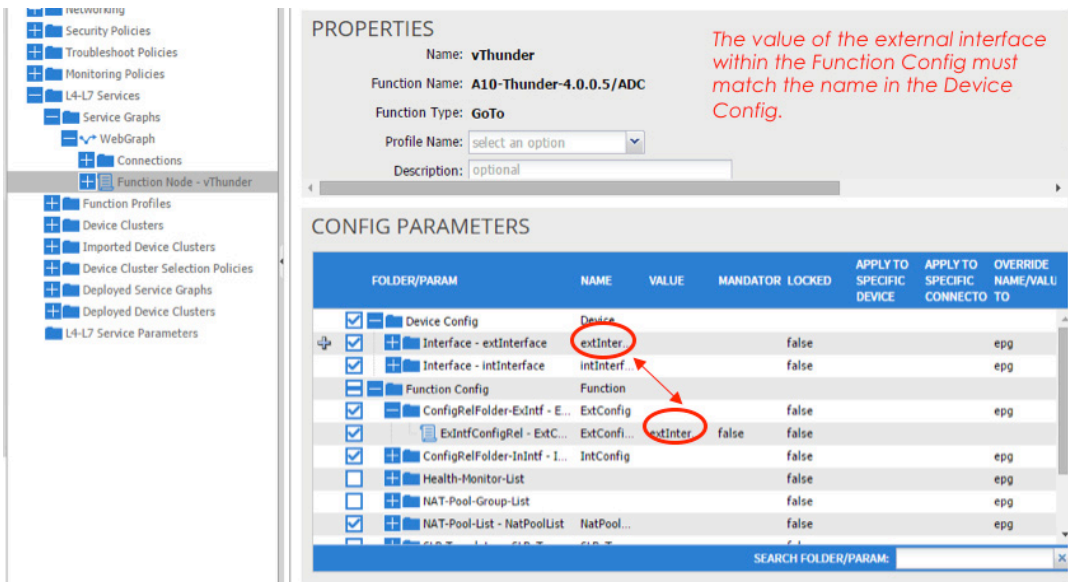 Networking
Security Policies
Troubleshoot Policies
Monitoring Policies
L4-L7 Services
Service Graphs
WebGraph
Connections
Function Node - vThunder
Function Profiles
Device Clusters
Imported Device Clusters
Device Cluster Selection Policies
Deployed Service Graphs
Deployed Device Clusters
L4-L7 Service Parameters
PROPERTIES
Name: vThunder
Function Name: A10-Thunder-4.0.0.5/ADC
Function Type: GoTo
Profile Name: select an option
Description: optional
The value of the external interface
within the Function Config must
match the name in the Device
Config.
CONFIG PARAMETERS
FOLDER/PARAM NAME VALUE MANDATOR LOCKED APPLY TO SPECIFIC DEVICE APPLY TO SPECIFIC CONNECTO OVERRIDE NAME/VALU TO
Device Config Device
Interface - extInterface extInter... false epg
Interface - intInterface intInterf... false epg
Function Config Function
ConfigRelFolder-ExIntf - E... ExtConfig false epg
ExIntfConfigRel - ExtC... ExtConfi... extInter... false false
ConfigRelFolder-InIntf - I... IntConfig false epg
Health-Monitor-List false epg
NAT-Pool-Group-List false epg
NAT-Pool-List - NatPoolList NatPool... false epg
SEARCH FOLDER/PARAM: